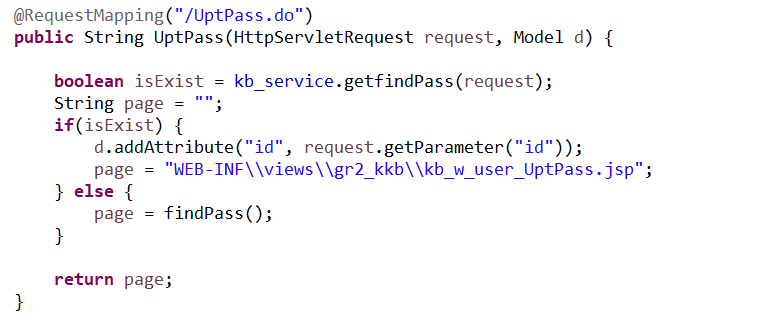 @RequestMapping("/UptPass.do")
public String UptPass(HttpServletRequest request, Model d) {
boolean isExist = kb_service.getfindPass(request);
String page = "";
if(isExist) {
d.addAttribute("id", request.getParameter("id"));
page = "WEB-INF\\views\\gr2_kkb\\kb_w_user_UptPass.jsp";
} else {
page = findPass();
}
return page;
}